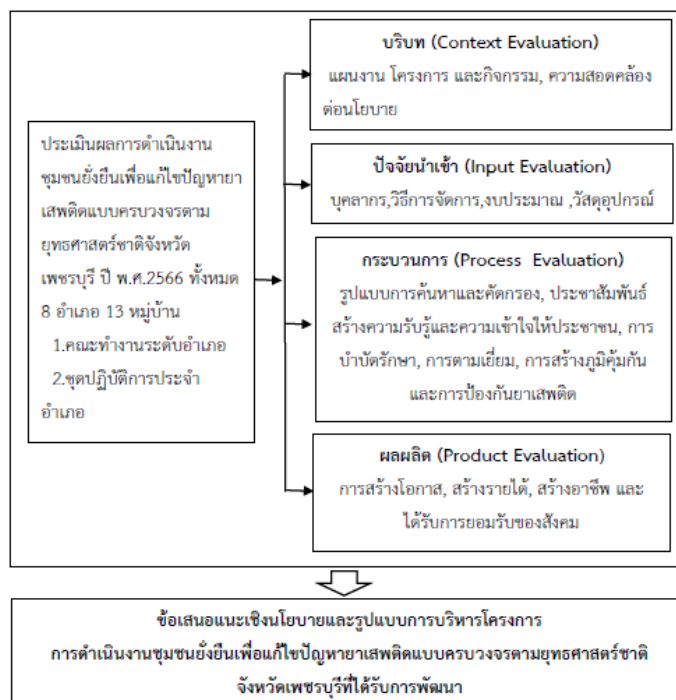 ประเมินผลการดำเนินงาน
ชุมชนยั่งยืนเพื่อแก้ไขปัญหายา
เสพติดแบบครบวงจรตาม
ยุทธศาสตร์ชาติจังหวัด
เพชรบุรี ปี พ.ศ.2566 ทั้งหมด
8 อำเภอ 13 หมู่บ้าน
1.คณะทำงานระดับอำเภอ
2.ชุดปฏิบัติการประจำ
อำเภอ
บริบท (Context Evaluation)
แผนงาน โครงการ และกิจกรรม, ความสอดคล้อง
ต่อนโยบาย
ปัจจัยนำเข้า (Input Evaluation)
บุคลากร,วิธีการจัดการ,งบประมาณ ,วัสดุอุปกรณ์
กระบวนการ (Process Evaluation)
รูปแบบการค้นหาและคัดกรอง, ประชาสัมพันธ์
สร้างความรับรู้และความเข้าใจให้ประชาชน, การ
บำบัดรักษา, การตามเยี่ยม, การสร้างภูมิคุ้มกัน
และการป้องกันยาเสพติด
ผลผลิต (Product Evaluation)
การสร้างโอกาส, สร้างรายได้, สร้างอาชีพ และ
ได้รับการยอมรับของสังคม
ข้อเสนอแนะเชิงนโยบายและรูปแบบการบริหารโครงการ
การดำเนินงานชุมชนยั่งยืนเพื่อแก้ไขปัญหายาเสพติดแบบครบวงจรตามยุทธศาสตร์ชาติ
จังหวัดเพชรบุรีที่ได้รับการพัฒนา